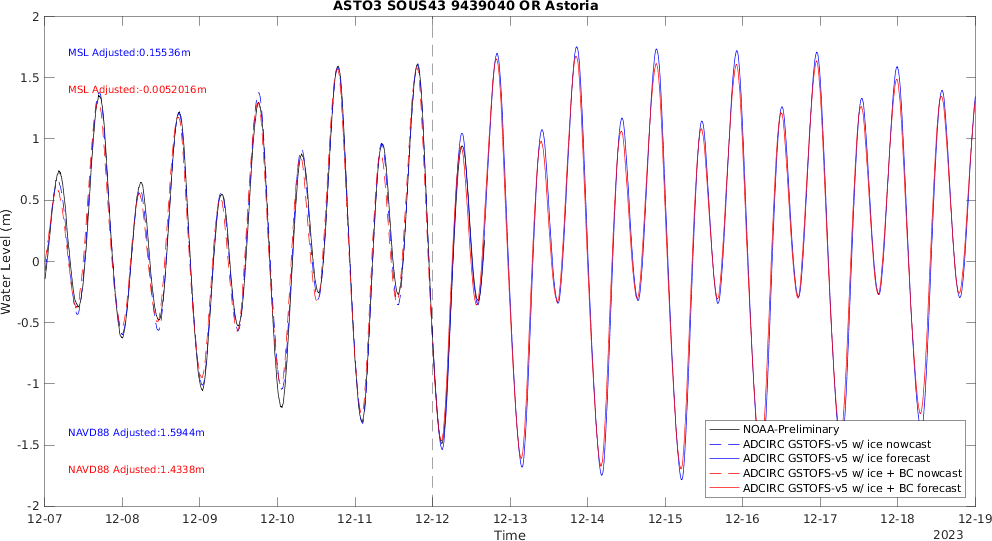 ASTO3 SOUS43 9439040 OR Astoria
2
1.5
1
0.5
0
-0.5
-1
-1.5
-2
Water Level (m)
MSL Adjusted:0.15536m
MSL Adjusted:-0.0052016m
NAVD88 Adjusted:1.5944m
NAVD88 Adjusted:1.4338m
NOAA-Preliminary
ADCIRC GSTOFS-v5 w/ ice nowcast
ADCIRC GSTOFS-v5 w/ ice forecast
ADCIRC GSTOFS-v5 w/ ice + BC nowcast
ADCIRC GSTOFS-v5 w/ ice + BC forecast
12-07 12-08 12-09 12-10 12-11 12-12 12-13 12-14 12-15 12-16 12-17 12-18 12-19
Time
2023